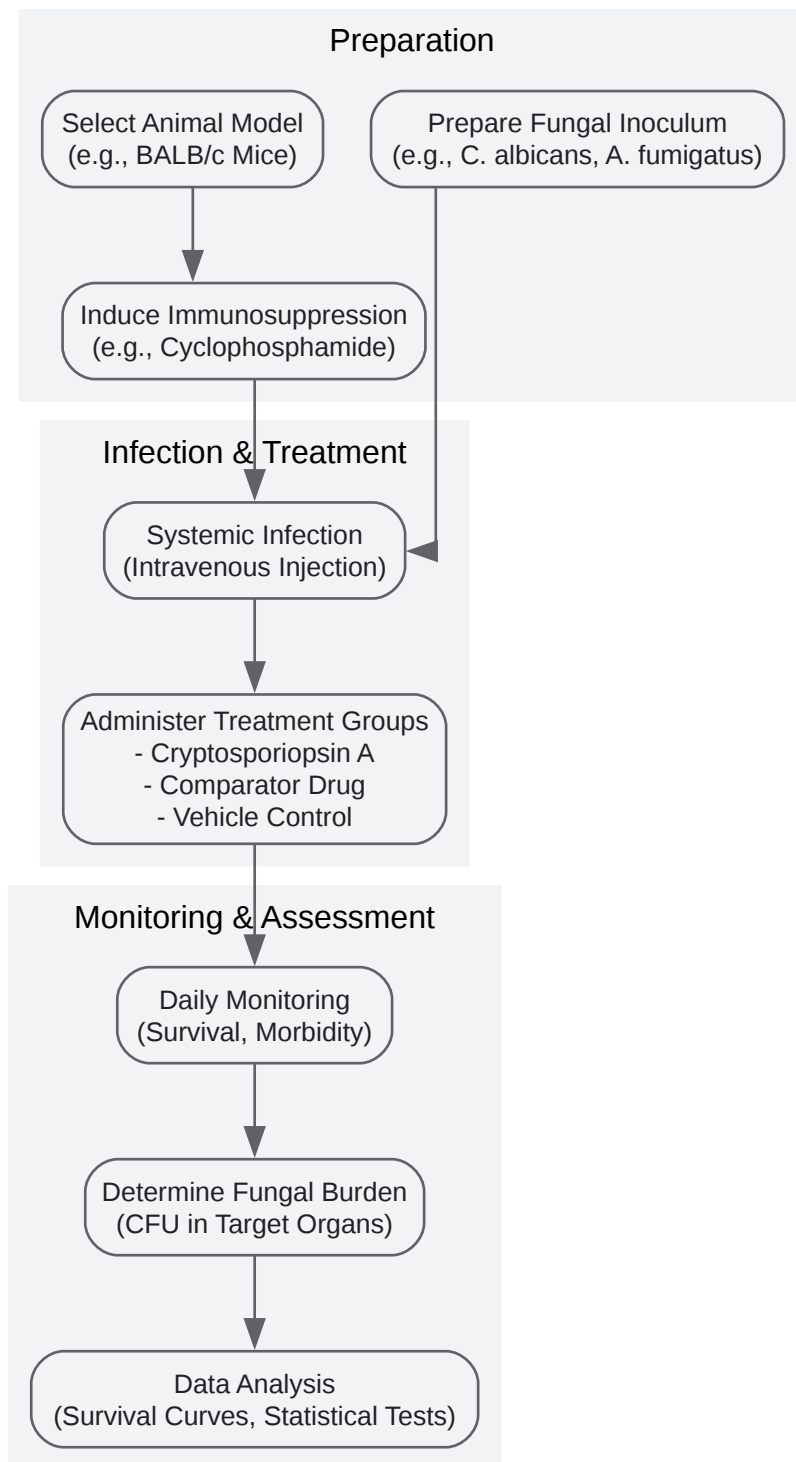 Preparation
Select Animal Model
(e.g., BALB/c Mice)
Prepare Fungal Inoculum
(e.g., C. albicans, A. fumigatus)
Induce Immunosuppression
(e.g., Cyclophosphamide)
Infection & Treatment
Systemic Infection
(Intravenous Injection)
Administer Treatment Groups
- Cryptosporiopsin A
- Comparator Drug
- Vehicle Control
Monitoring & Assessment
Daily Monitoring
(Survival, Morbidity)
Determine Fungal Burden
(CFU in Target Organs)
Data Analysis
(Survival Curves, Statistical Tests)